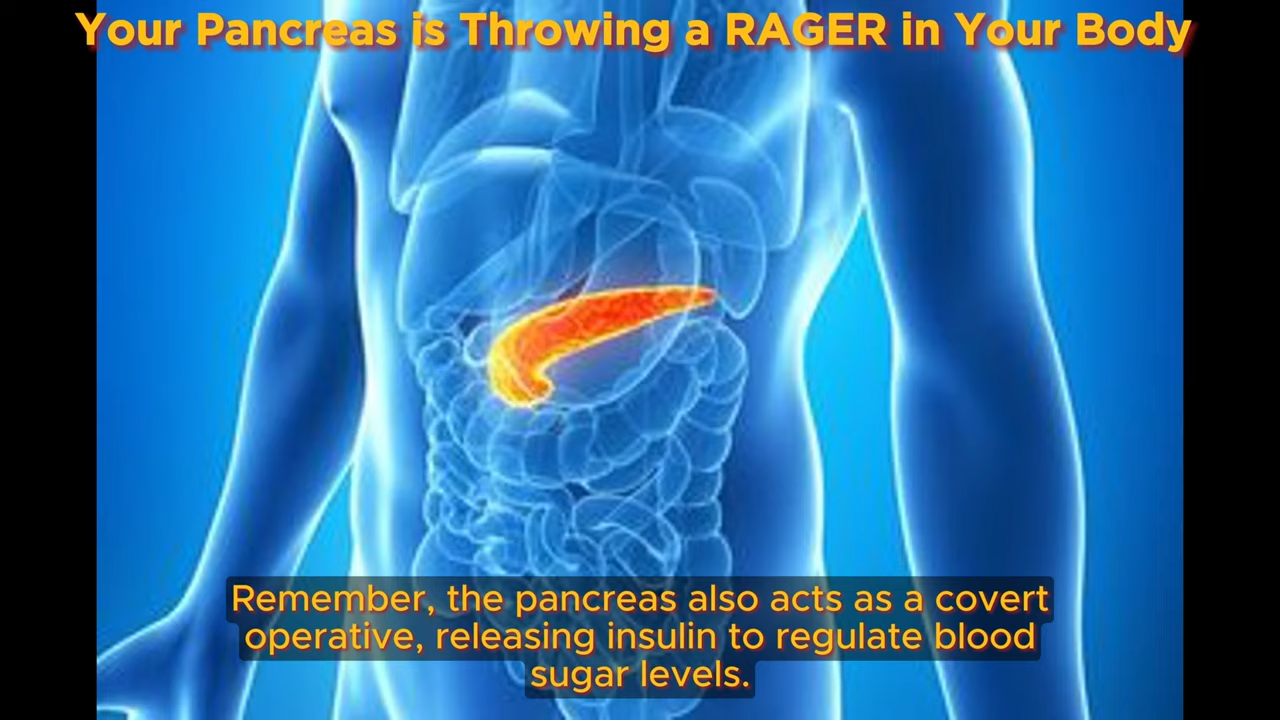 Your Pancreas is Throwing a RAGER in Your Body
Remember, the pancreas also acts as a covert
operative, releasing insulin to regulate blood
sugar levels.